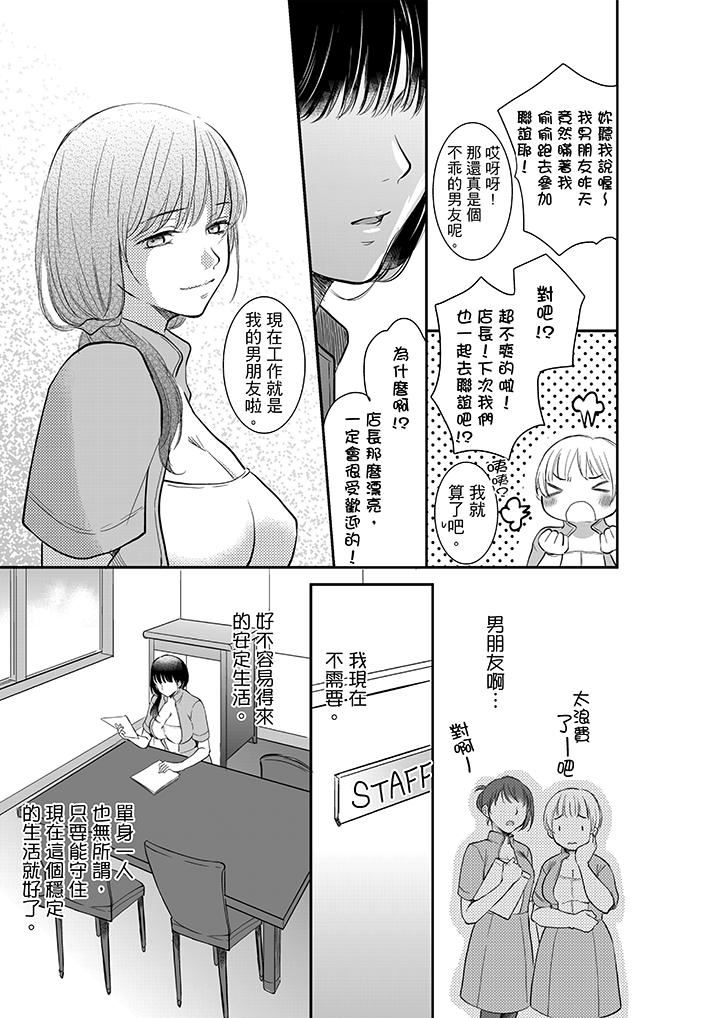 妳聽我說喔～
我男朋友昨天
竟然瞞著我
偷偷跑去參加
聯誼耶！
哎呀呀！
那還真是個
不乖的男友呢。
對吧!?
超不爽的啦！
店長！下次我們
也一起去聯誼吧!?
咦咦?
我就
算了吧。
為什麼啊!?
店長那麼漂亮，
一定會很受歡迎的！
現在工作就是
我的男朋友啦。
太浪費
了—吧
對啊—
男朋友啊…
我現在
不需要。
STAFF
好不容易得來
的安定生活。
單身一人
也無所謂，
只要能守住
現在這個穩定
的生活就好了。